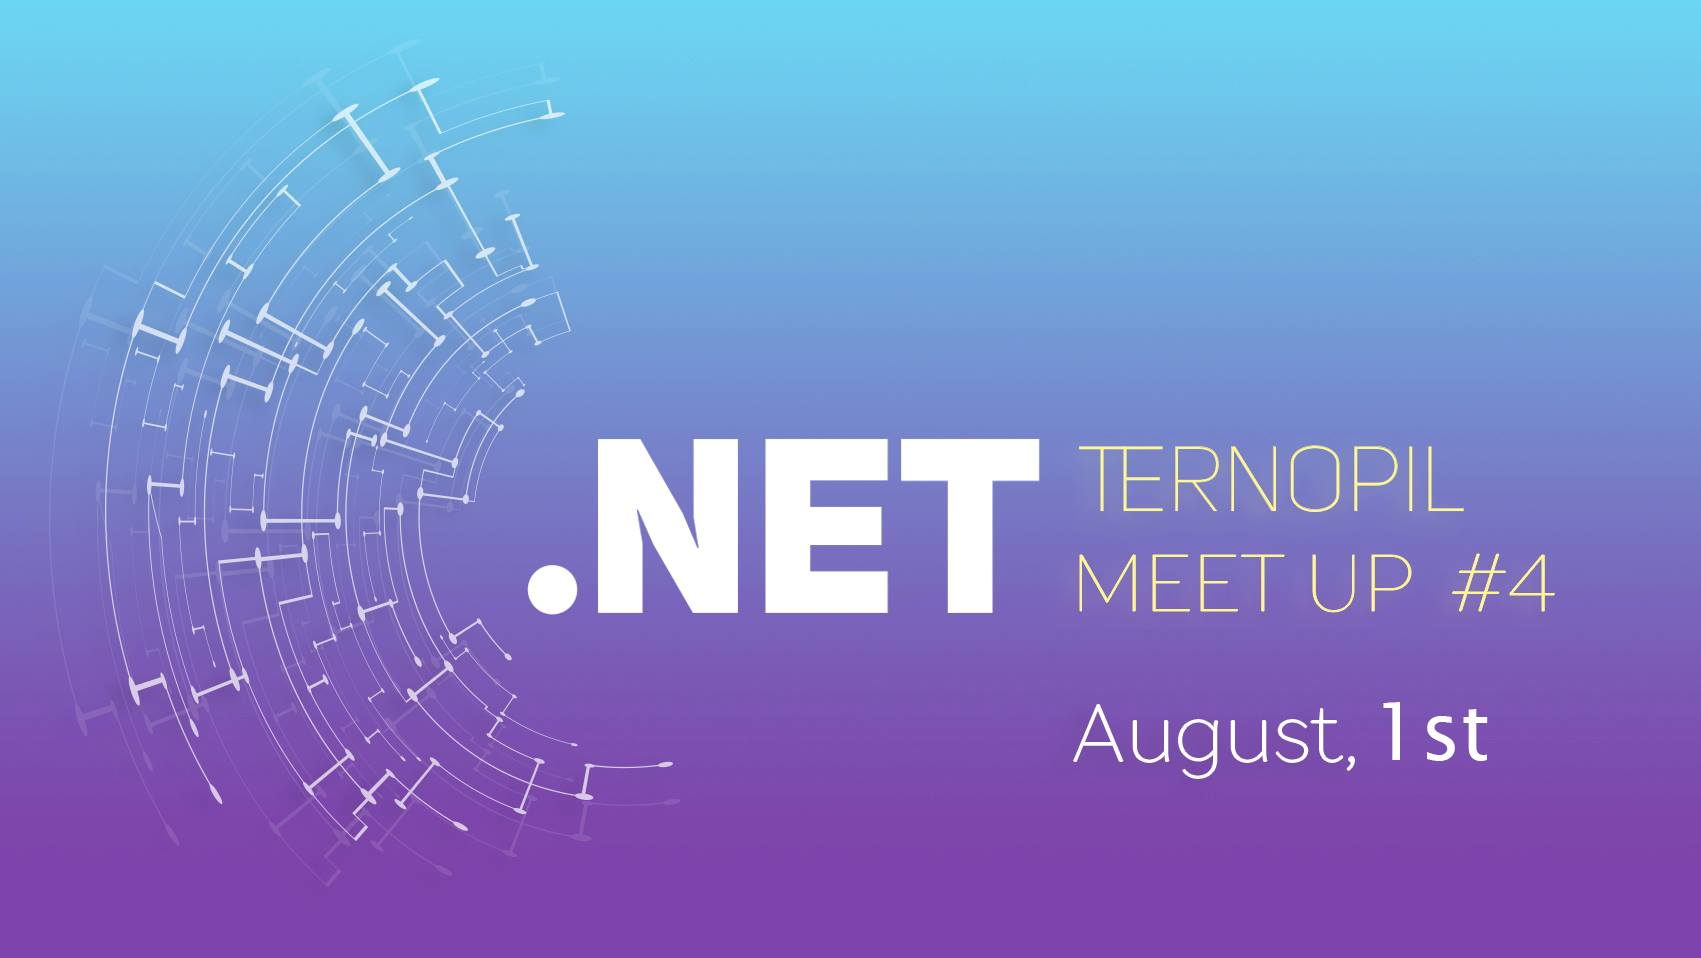 .NET
TERNOPIL
MEET UP #4
August, 1st